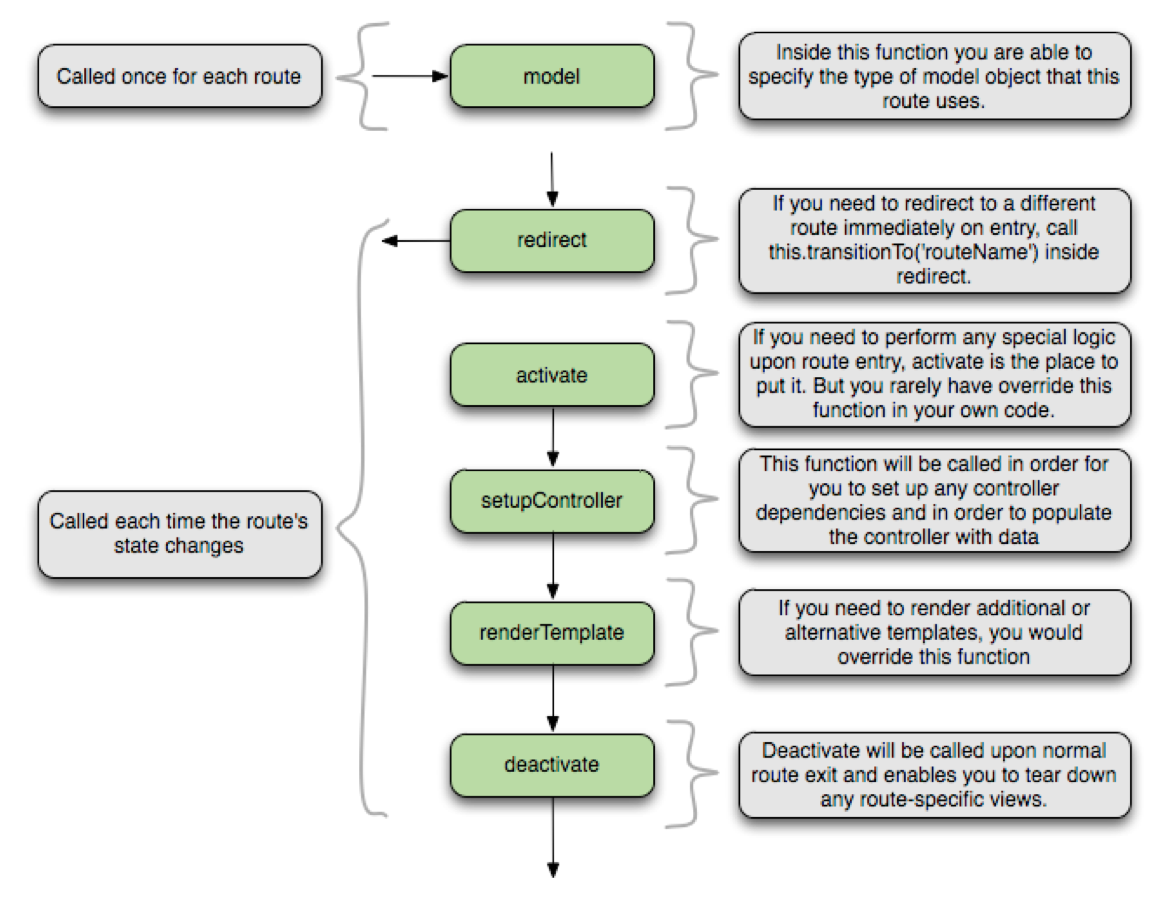 Called once for each route
model
Inside this function you are able to
specify the type of model object that this
route uses.
redirect
If you need to redirect to a different
route immediately on entry, call
this.transitionTo('routeName') inside
redirect.
activate
If you need to perform any special logic
upon route entry, activate is the place to
put it. But you rarely have override this
function in your own code.
Called each time the route's
state changes
setupController
This function will be called in order for
you to set up any controller
dependencies and in order to populate
the controller with data
renderTemplate
If you need to render additional or
alternative templates, you would
override this function
deactivate
Deactivate will be called upon normal
route exit and enables you to tear down
any route-specific views.